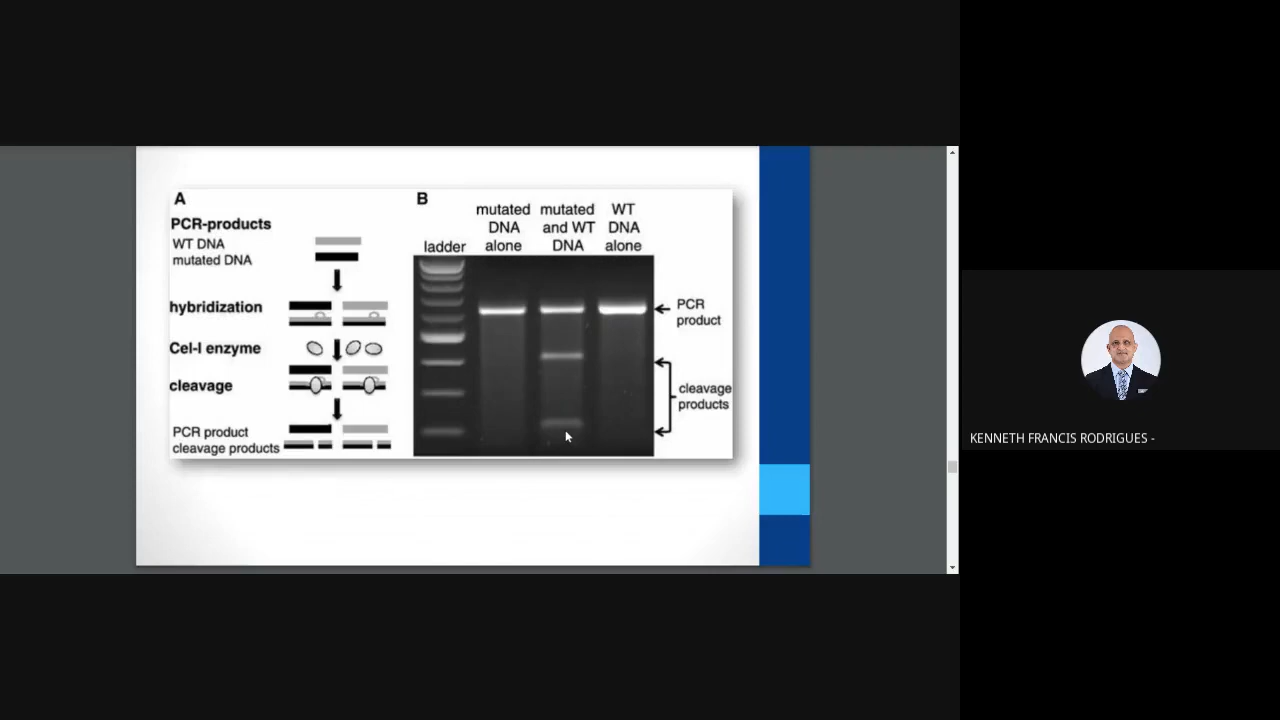 A
PCR-products
WT DNA
mutated DNA
hybridization
Cel-I enzyme
cleavage
PCR product
cleavage products
B
ladder
mutated
DNA
alone
mutated
and WT
DNA
WT
DNA
alone
PCR
product
cleavage
products
KENNETH FRANCIS RODRIGUES -